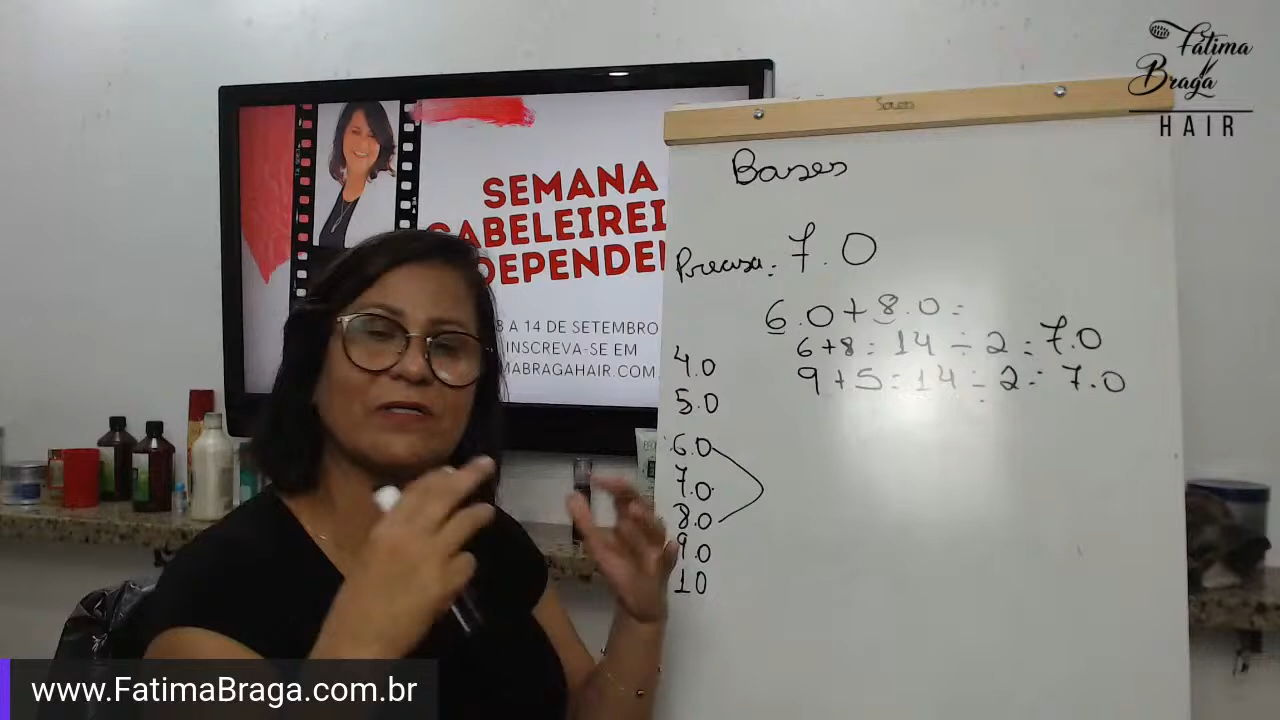 Fatima
Braga
HAIR
SEMANA
CABELEIREI
DEPENDE
8 A 14 DE SETEMBRO
INSCREVA-SE EM
MABRAGAHAIR.COM.
Bases
Precisa: 7.0
6.0+8.0=
6+8=14÷2=7.0
9+5=14÷2=7.0
4.0
5.0
6.0
7.0
8.0
9.0
10
www.FatimaBraga.com.br